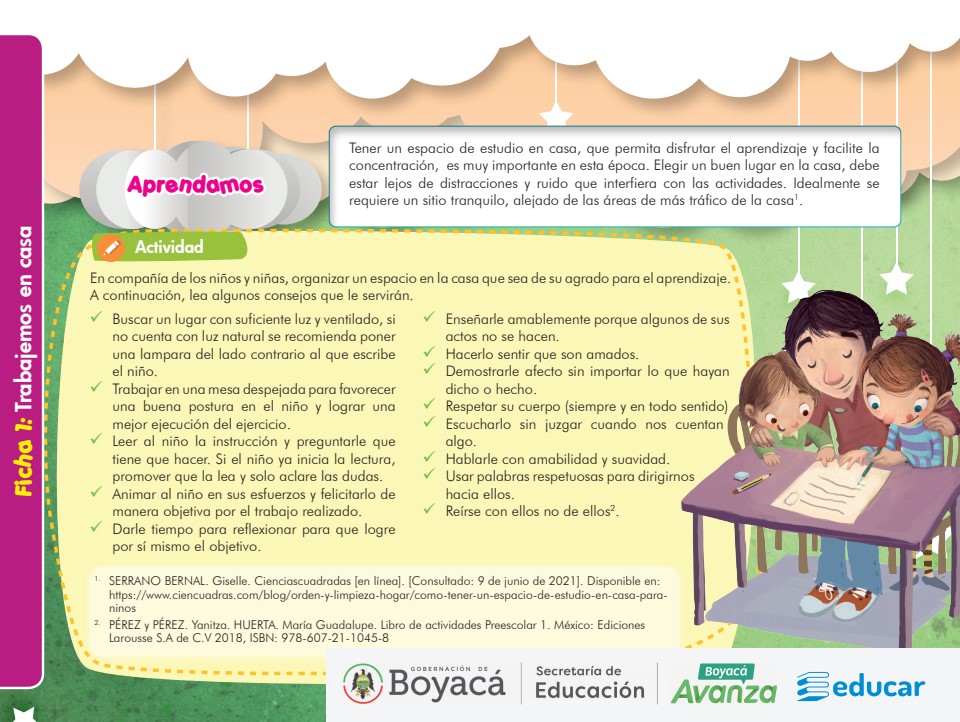 Ficha 1: Trabajemos en casa
Aprendamos
Tener un espacio de estudio en casa, que permita disfrutar el aprendizaje y facilite la
concentración, es muy importante en esta época. Elegir un buen lugar en la casa, debe
estar lejos de distracciones y ruido que interfiera con las actividades. Idealmente se
requiere un sitio tranquilo, alejado de las áreas de más tráfico de la casa¹.
Actividad
En compañía de los niños y niñas, organizar un espacio en la casa que sea de su agrado para el aprendizaje.
A continuación, lea algunos consejos que le servirán.
✓ Buscar un lugar con suficiente luz y ventilado, si
no cuenta con luz natural se recomienda poner
una lampara del lado contrario al que escribe
el niño.
✓ Trabajar en una mesa despejada para favorecer
una buena postura en el niño y lograr una
mejor ejecución del ejercicio.
✓ Leer al niño la instrucción y preguntarle que
tiene que hacer. Si el niño ya inicia la lectura,
promover que la lea y solo aclare las dudas.
✓ Animar al niño en sus esfuerzos y felicitarlo de
manera objetiva por el trabajo realizado.
✓ Darle tiempo para reflexionar para que logre
por sí mismo el objetivo.
✓ Enseñarle amablemente porque algunos de sus
actos no se hacen.
✓ Hacerlo sentir que son amados.
✓ Demostrarle afecto sin importar lo que hayan
dicho o hecho.
✓ Respetar su cuerpo (siempre y en todo sentido)
✓ Escucharlo sin juzgar cuando nos cuentan
algo.
✓ Hablarle con amabilidad y suavidad.
✓ Usar palabras respetuosas para dirigirnos
hacia ellos.
✓ Reírse con ellos no de ellos².
1. SERRANO BERNAL. Giselle. Cienciascuadradas [en línea]. [Consultado: 9 de junio de 2021]. Disponible en:
https://www.ciencuadras.com/blog/orden-y-limpieza-hogar/como-tener-un-espacio-de-estudio-en-casa-para-
ninos
2. PÉREZ y PÉREZ. Yanitza. HUERTA. María Guadalupe. Libro de actividades Preescolar 1. México: Ediciones
Larousse S.A de C.V 2018, ISBN: 978-607-21-1045-8
GOBERNACIÓN DE
Boyacá
Secretaría de
Educación
Boyacá
Avanza
educar